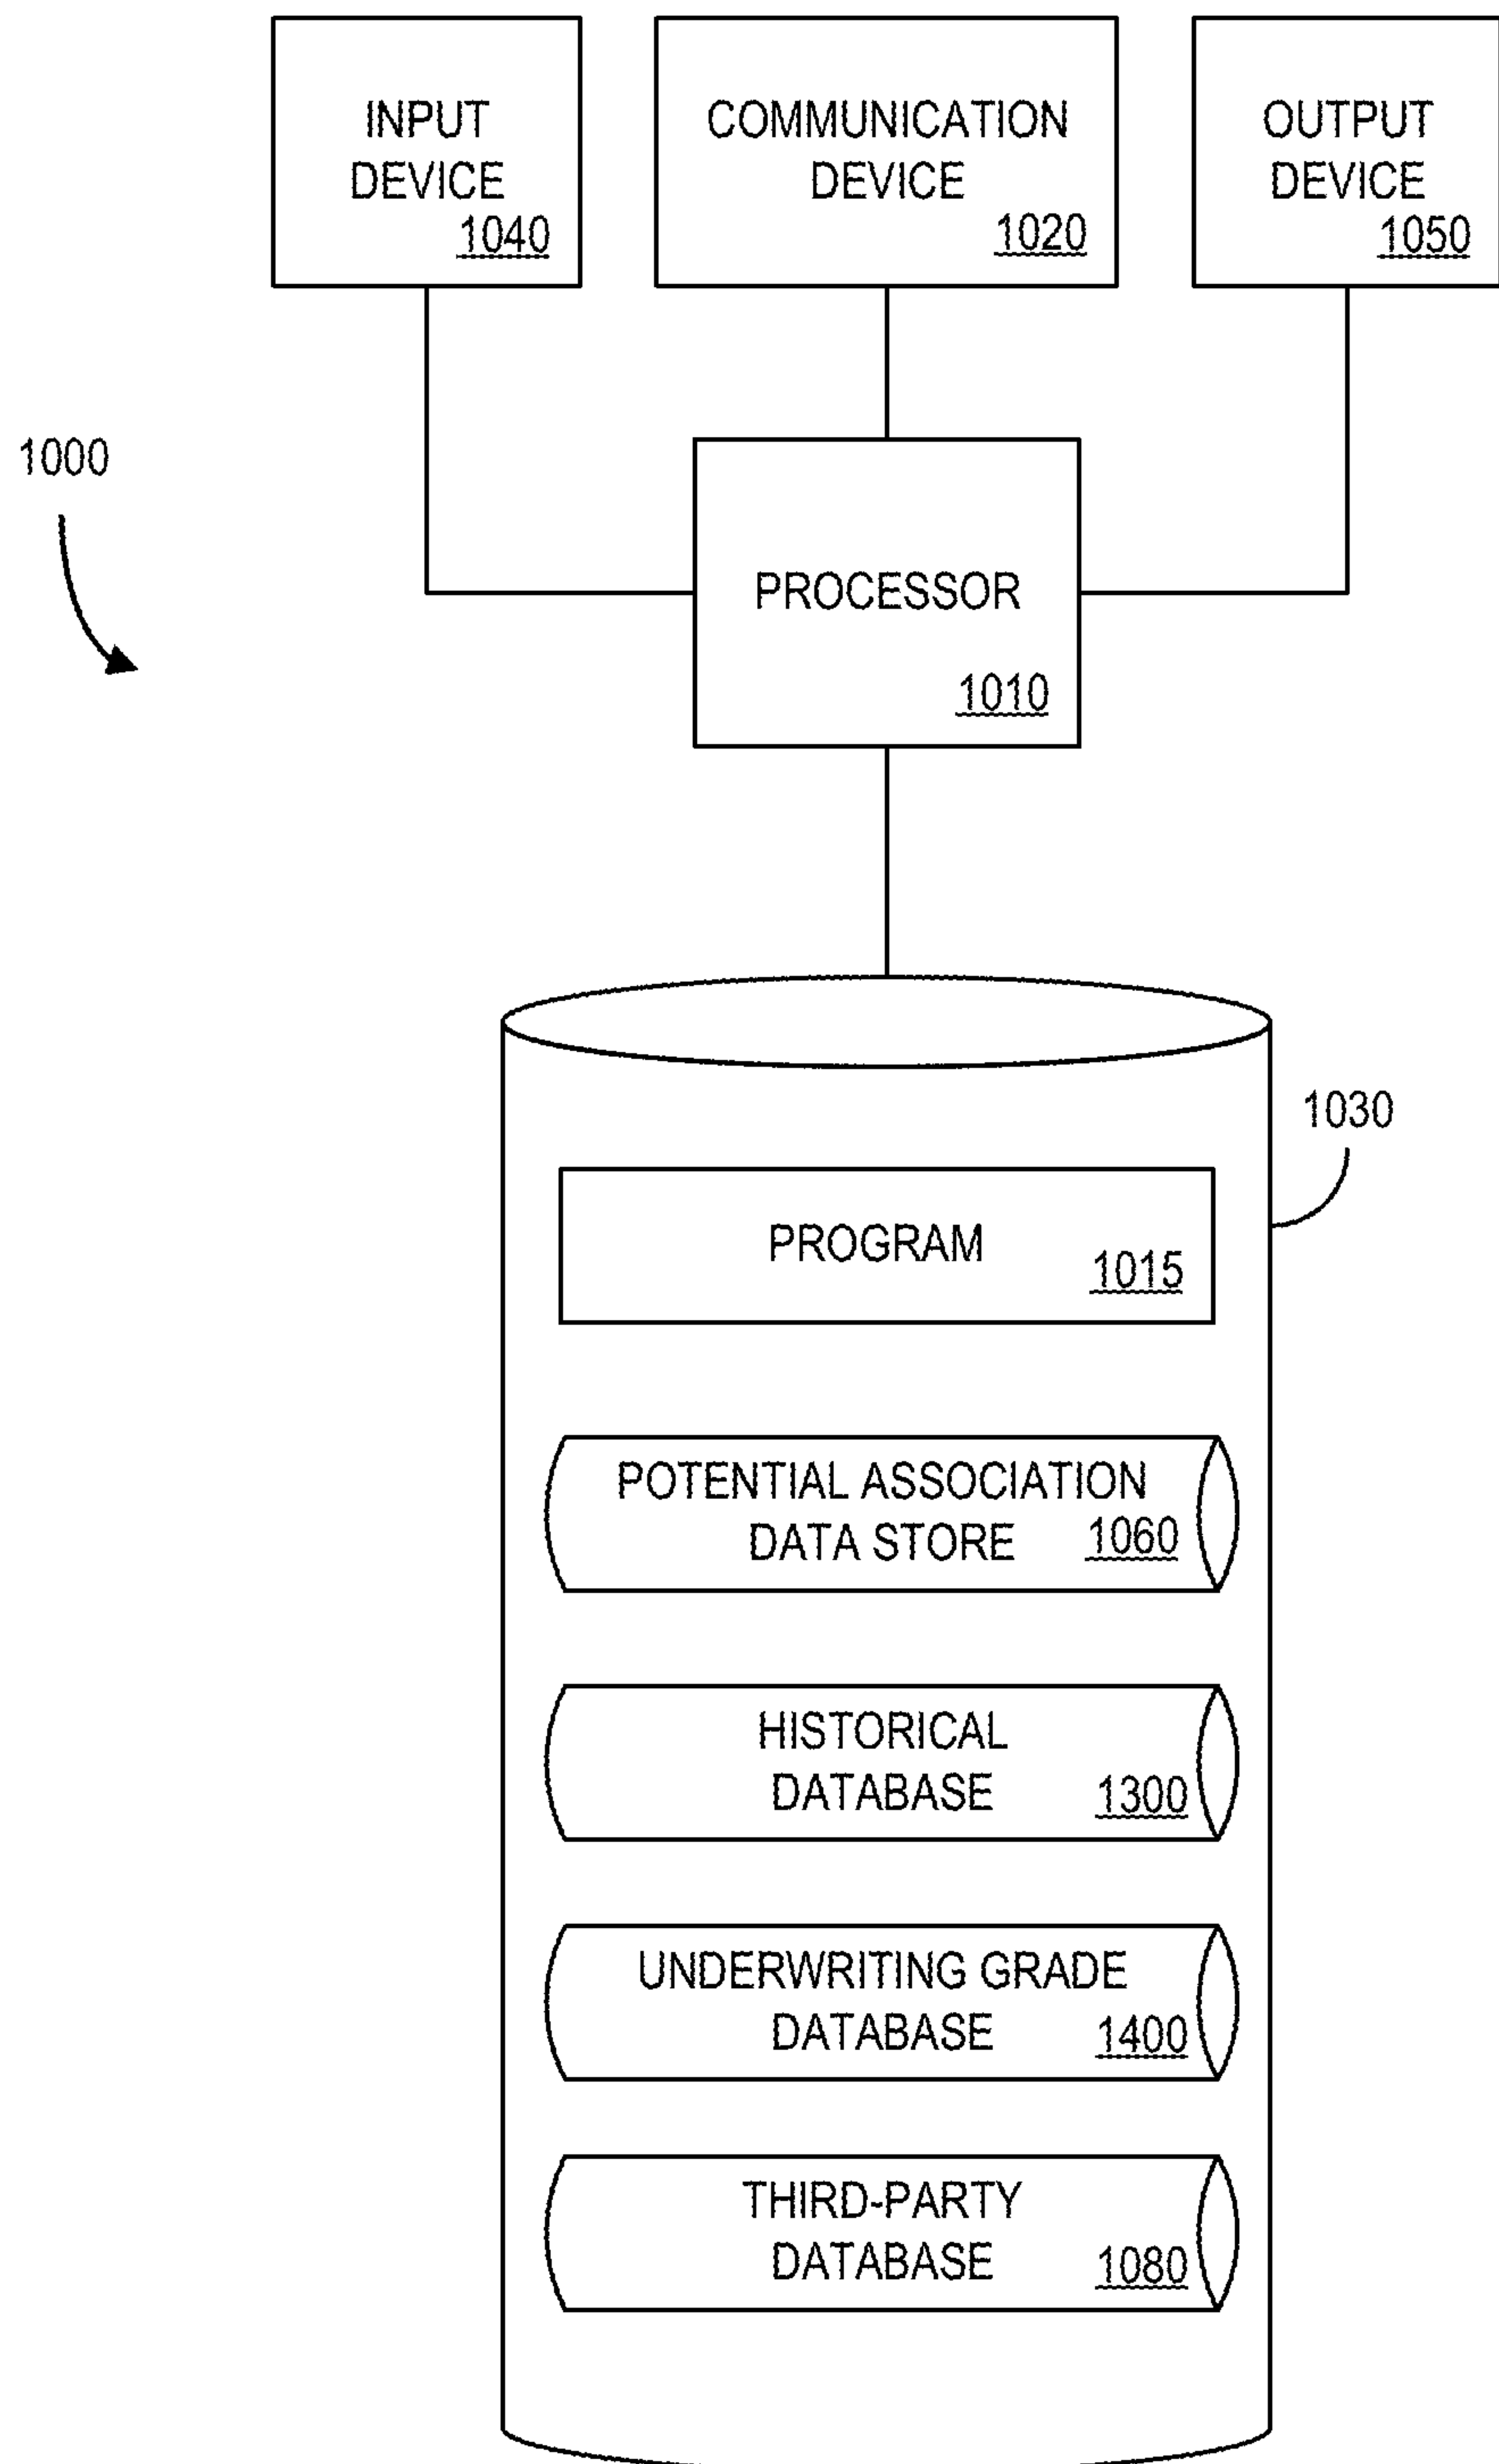 INPUT
DEVICE
1040
COMMUNICATION
DEVICE
1020
OUTPUT
DEVICE
1050
1000
PROCESSOR
1010
1030
PROGRAM
1015
POTENTIAL ASSOCIATION
DATA STORE 1060
HISTORICAL
DATABASE 1300
UNDERWRITING GRADE
DATABASE 1400
THIRD-PARTY
DATABASE 1080